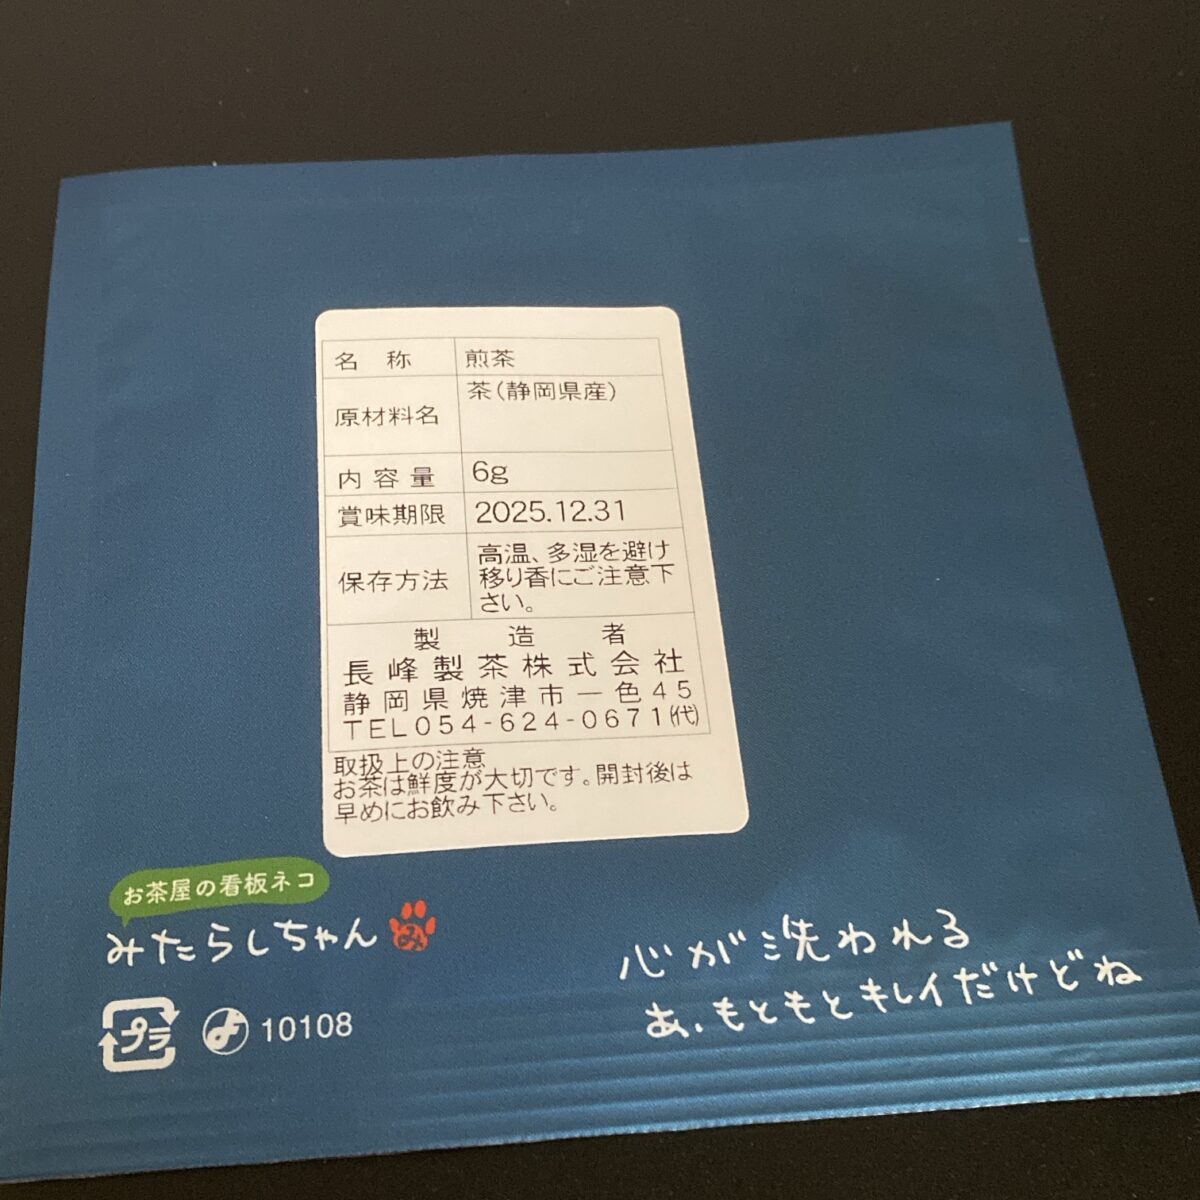 名称 煎茶
原材料名 茶(静岡県産)
内容量 6g
賞味期限 2025.12.31
保存方法 高温、多湿を避け
移り香にご注意下
さい。
製造者
長峰製茶株式会社
静岡県焼津市一色45
TEL054-624-0671㈹
取扱上の注意
お茶は鮮度が大切です。開封後は
早めにお飲み下さい。
お茶屋の看板ネコ
みたらしちゃん み
心が洗われる
あ、もともとキレイだけどね
プラ 10108